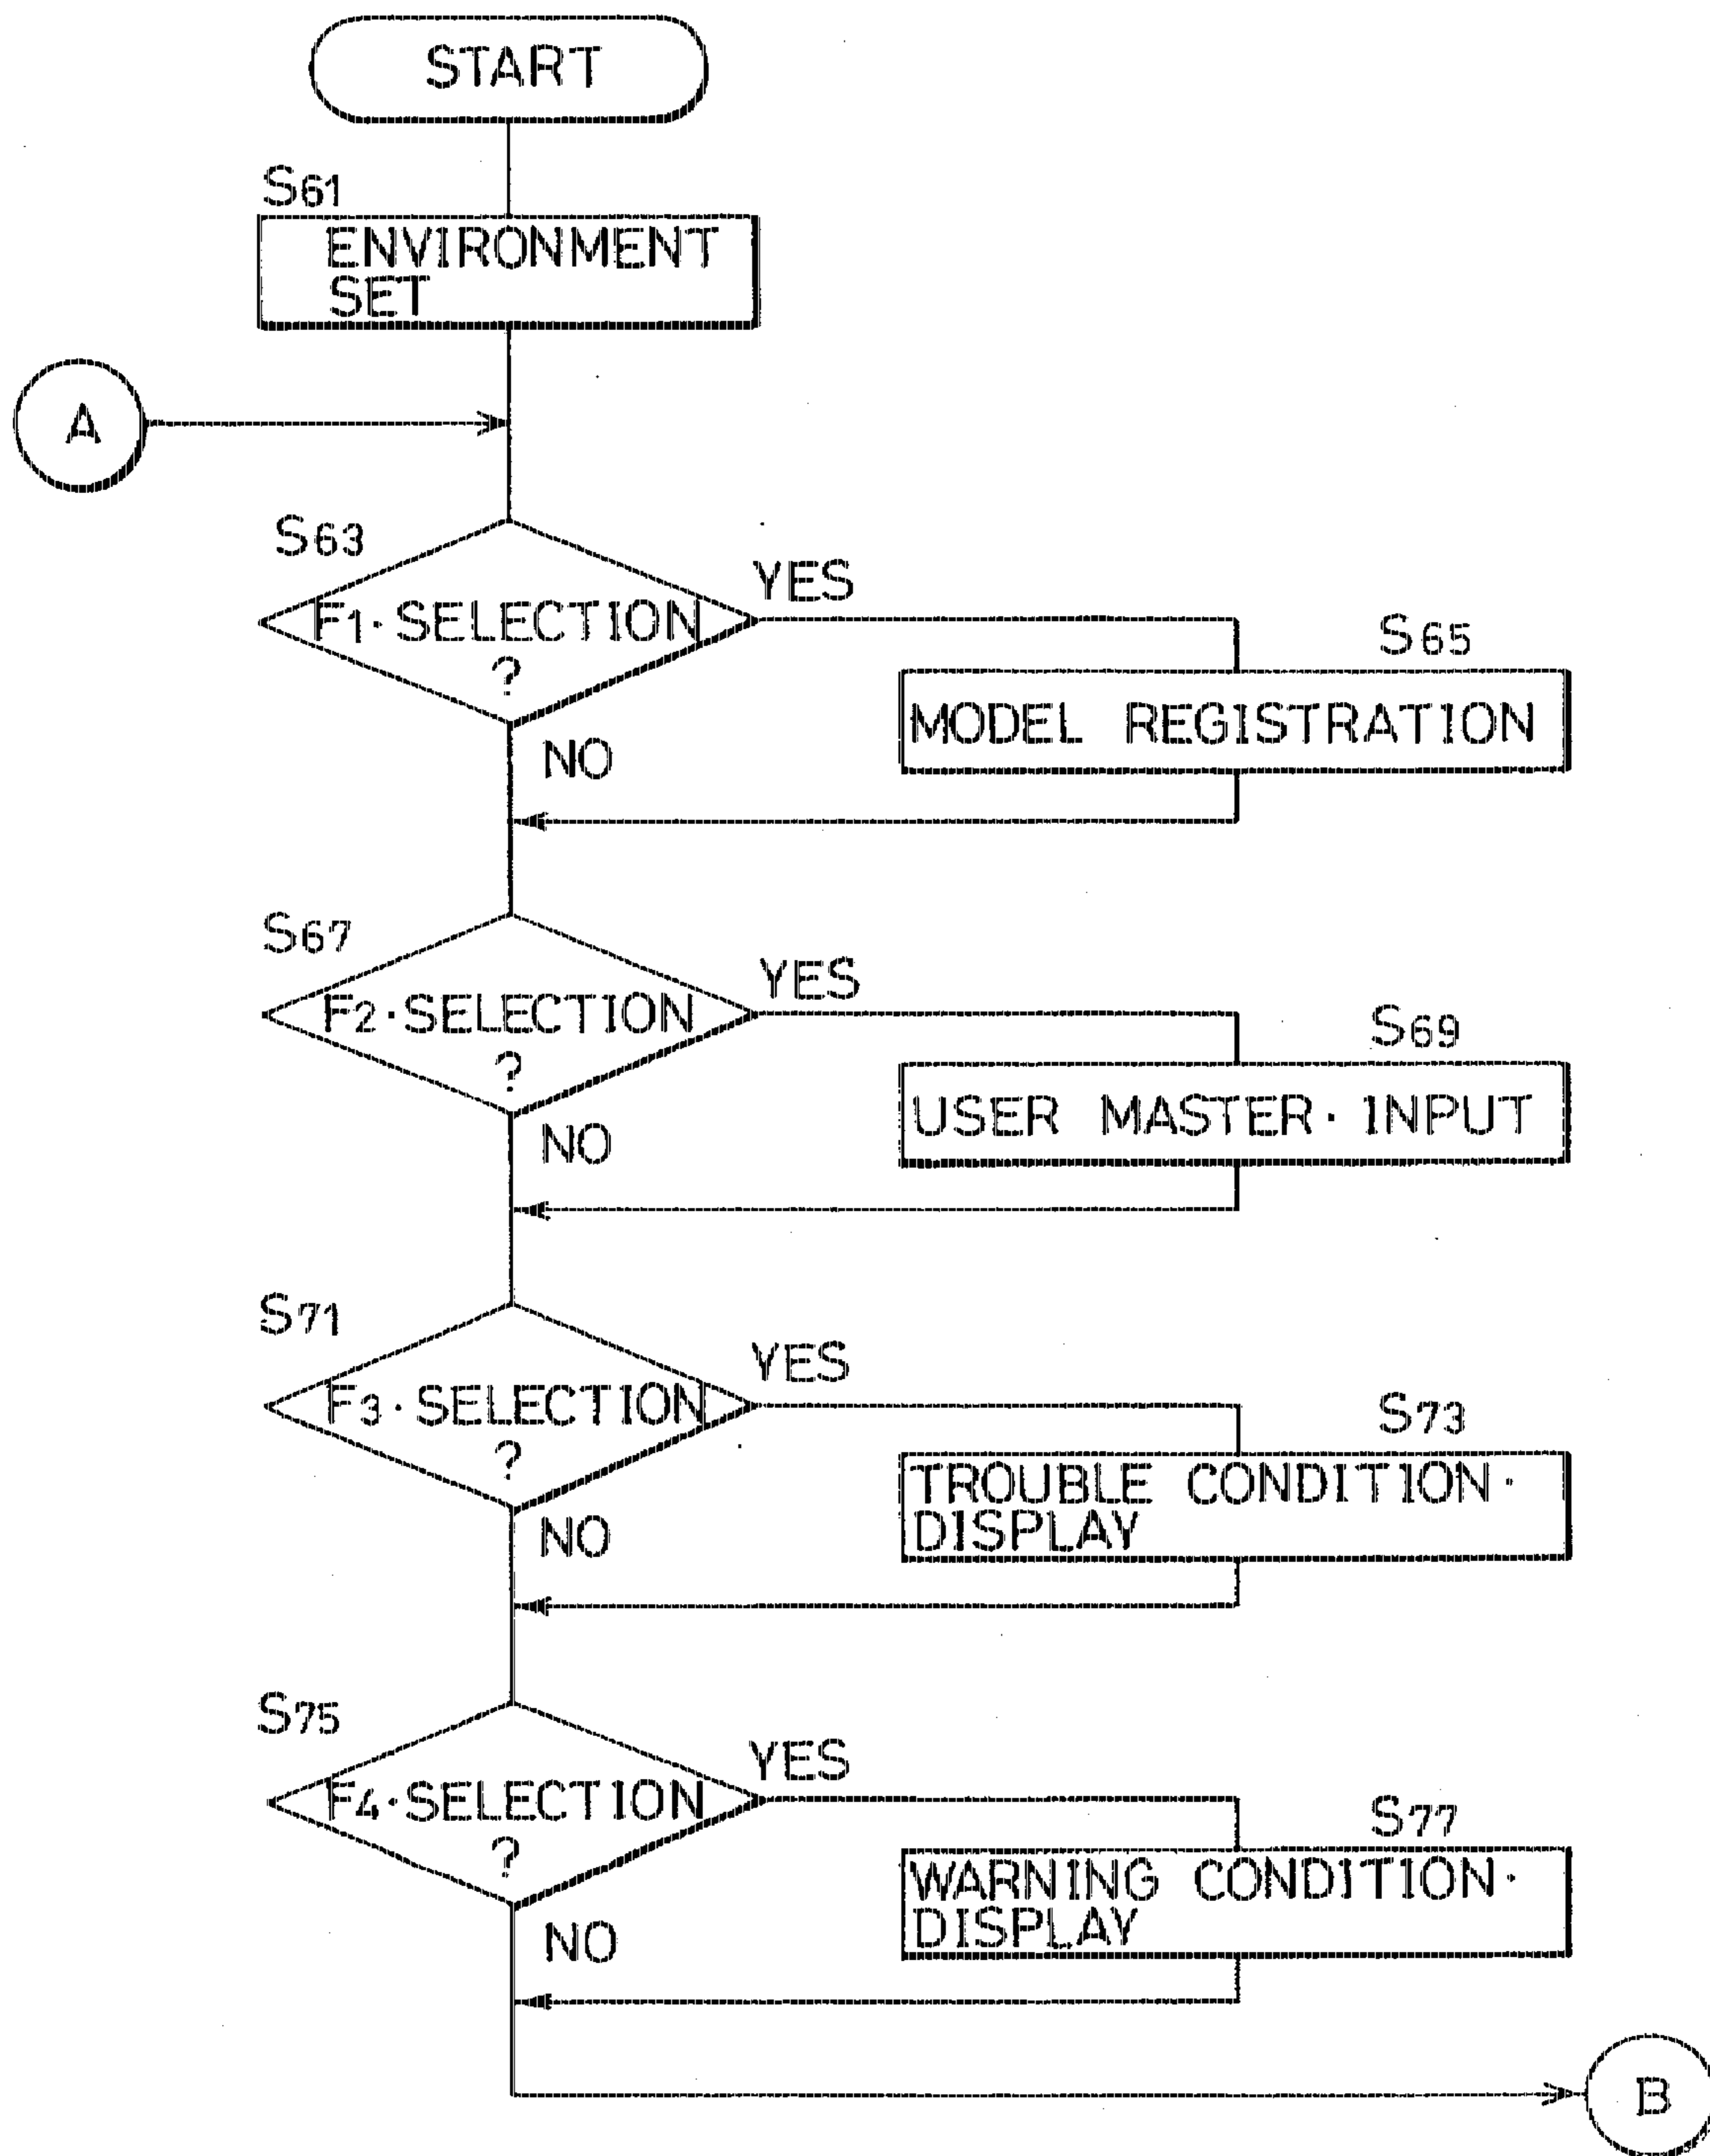 START
S61
ENVIRONMENT
SET
A
S63
F1·SELECTION
?
YES
NO
S65
MODEL REGISTRATION
S67
F2·SELECTION
?
YES
NO
S69
USER MASTER·INPUT
S71
F3·SELECTION
?
YES
NO
S73
TROUBLE CONDITION·
DISPLAY
S75
F4·SELECTION
?
YES
NO
S77
WARNING CONDITION·
DISPLAY
B